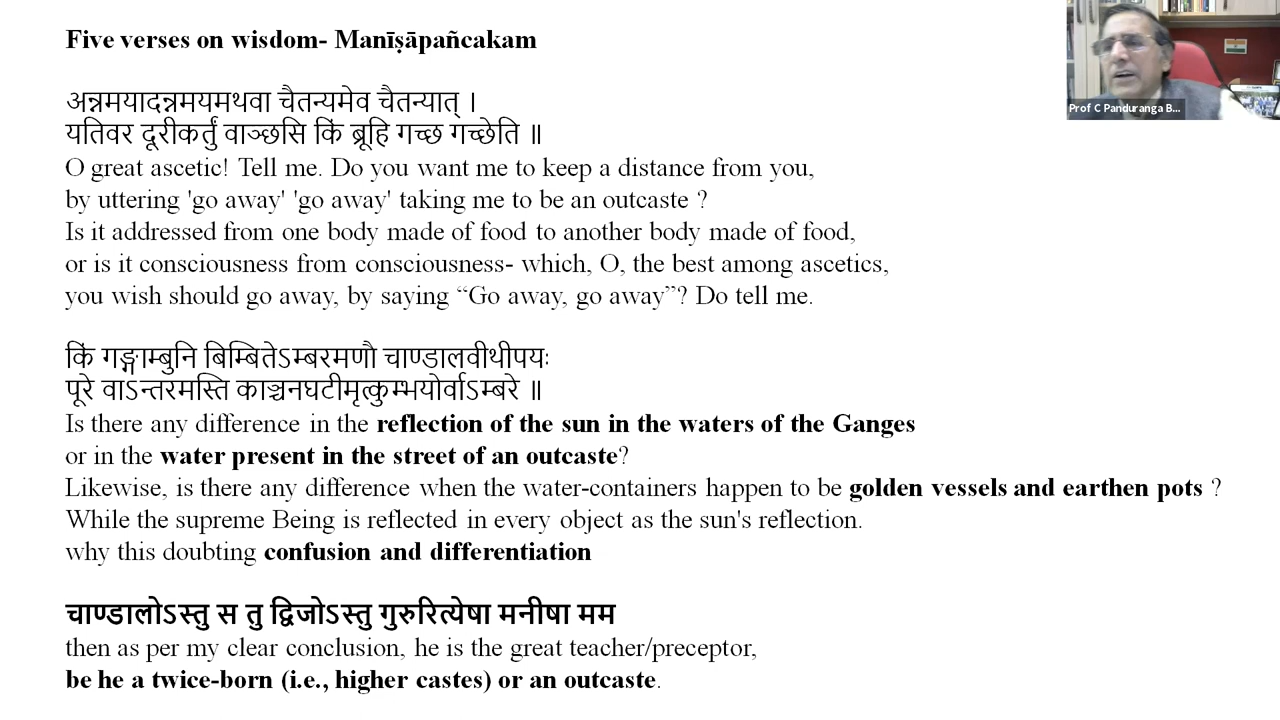 Five verses on wisdom- Manīṣāpañcakam
अन्नमयादन्नमयमथवा चैतन्यमेव चैतन्यात् ।
यतिवर दूरीकर्तुं वाञ्छसि किं ब्रूहि गच्छ गच्छेति ॥
O great ascetic! Tell me. Do you want me to keep a distance from you,
by uttering 'go away' 'go away' taking me to be an outcaste ?
Is it addressed from one body made of food to another body made of food,
or is it consciousness from consciousness- which, O, the best among ascetics,
you wish should go away, by saying “Go away, go away”? Do tell me.
किं गङ्गाम्बुनि बिम्बितेऽम्बरमणौ चाण्डालवीथीपयः
पूरे वाऽन्तरमस्ति काञ्चनघटीमृत्कुम्भयोर्वाऽम्बरे ॥
Is there any difference in the reflection of the sun in the waters of the Ganges
or in the water present in the street of an outcaste?
Likewise, is there any difference when the water-containers happen to be golden vessels and earthen pots ?
While the supreme Being is reflected in every object as the sun's reflection.
why this doubting confusion and differentiation
चाण्डालोऽस्तु स तु द्विजोऽस्तु गुरुरित्येषा मनीषा मम
then as per my clear conclusion, he is the great teacher/preceptor,
be he a twice-born (i.e., higher castes) or an outcaste.
Prof C Panduranga B...